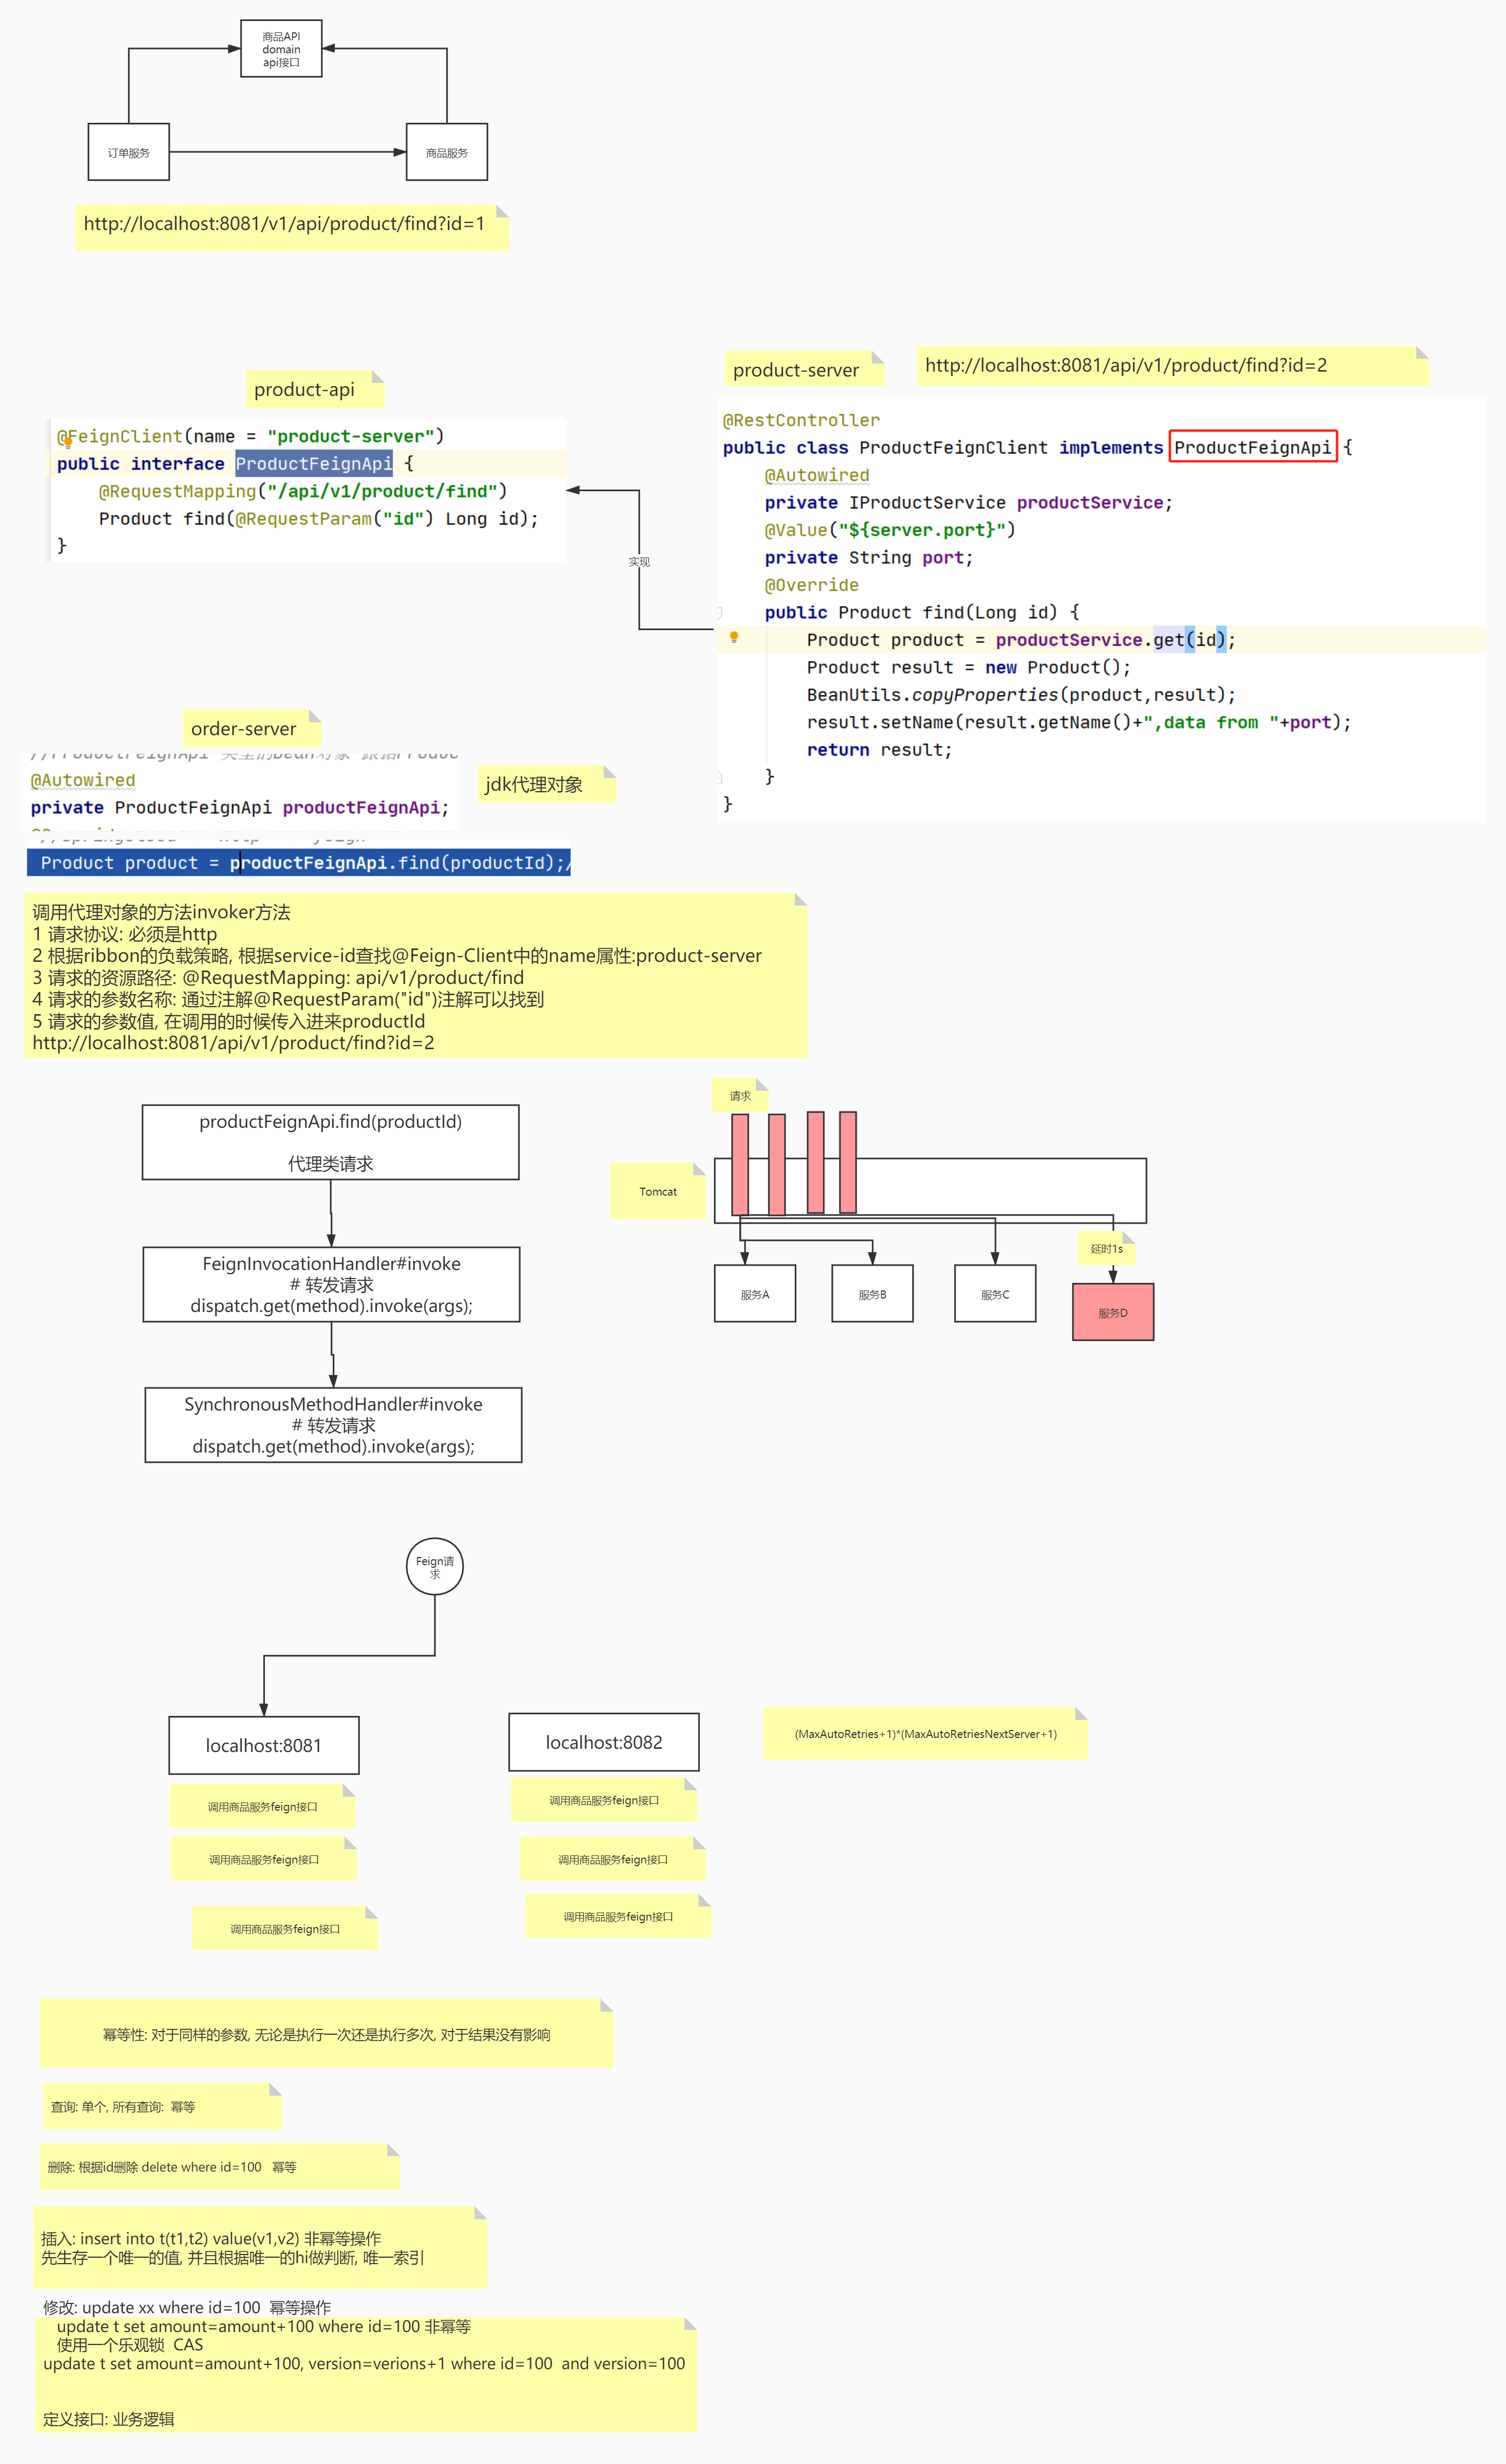 商品API
domain
api接口
订单服务
商品服务
http://localhost:8081/v1/api/product/find?id=1
product-api
@FeignClient(name = "product-server")
public interface ProductFeignApi {
@RequestMapping("/api/v1/product/find")
Product find(@RequestParam("id") Long id);
}
实现
product-server
http://localhost:8081/api/v1/product/find?id=2
@RestController
public class ProductFeignClient implements ProductFeignApi {
@Autowired
private IProductService productService;
@Value("${server.port}")
private String port;
@Override
public Product find(Long id) {
Product product = productService.get(id);
Product result = new Product();
BeanUtils.copyProperties(product,result);
result.setName(result.getName()+",data from "+port);
return result;
}
}
order-server
@Autowired
private ProductFeignApi productFeignApi;
Product product = productFeignApi.find(productId);/
jdk代理对象
调用代理对象的方法invoker方法
1 请求协议: 必须是http
2 根据ribbon的负载策略, 根据service-id查找@Feign-Client中的name属性:product-server
3 请求的资源路径: @RequestMapping: api/v1/product/find
4 请求的参数名称: 通过注解@RequestParam("id")注解可以找到
5 请求的参数值, 在调用的时候传入进来productId
http://localhost:8081/api/v1/product/find?id=2
productFeignApi.find(productId)
代理类请求
FeignInvocationHandler#invoke
# 转发请求
dispatch.get(method).invoke(args);
SynchronousMethodHandler#invoke
# 转发请求
dispatch.get(method).invoke(args);
请求
Tomcat
延时1s
服务A
服务B
服务C
服务D
Feign请
求
localhost:8081
localhost:8082
(MaxAutoRetries+1)*(MaxAutoRetriesNextServer+1)
调用商品服务feign接口
调用商品服务feign接口
调用商品服务feign接口
调用商品服务feign接口
调用商品服务feign接口
调用商品服务feign接口
幂等性: 对于同样的参数, 无论是执行一次还是执行多次, 对于结果没有影响
查询: 单个, 所有查询: 幂等
删除: 根据id删除 delete where id=100 幂等
插入: insert into t(t1,t2) value(v1,v2) 非幂等操作
先生存一个唯一的值, 并且根据唯一的hi做判断, 唯一索引
修改: update xx where id=100 幂等操作
update t set amount=amount+100 where id=100 非幂等
使用一个乐观锁 CAS
update t set amount=amount+100, version=verions+1 where id=100 and version=100
定义接口: 业务逻辑